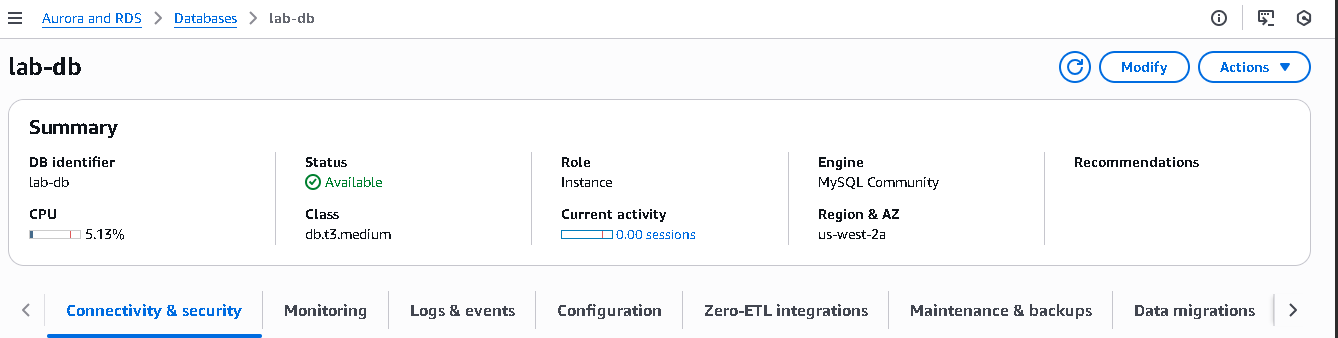 Aurora and RDS > Databases > lab-db
lab-db
Modify
Actions
Summary
DB identifier
lab-db
Status
Available
Role
Instance
Engine
MySQL Community
Recommendations
CPU
5.13%
Class
db.t3.medium
Current activity
0.00 sessions
Region & AZ
us-west-2a
Connectivity & security
Monitoring
Logs & events
Configuration
Zero-ETL integrations
Maintenance & backups
Data migrations